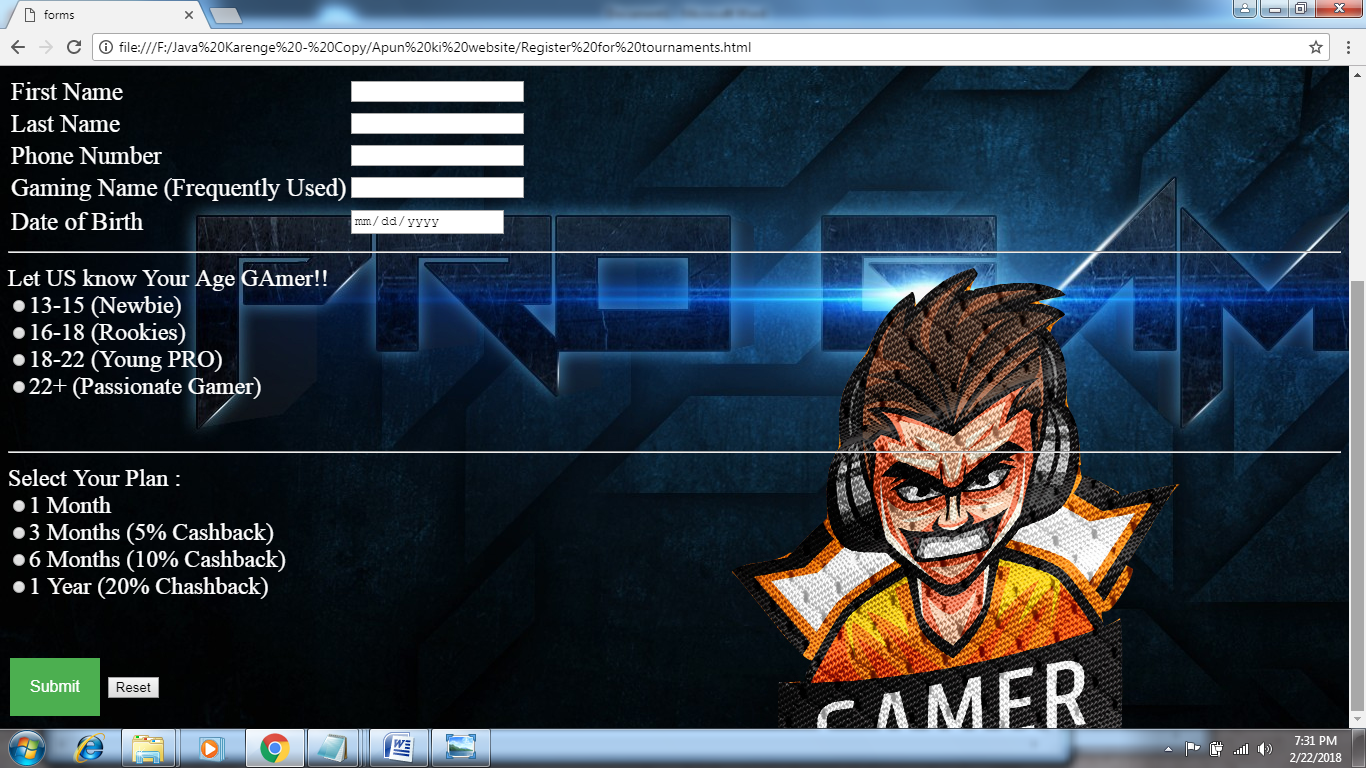 forms
file:///F:/Java%20Karenge%20-%20Copy/Apun%20ki%20website/Register%20for%20tournaments.html
First Name
Last Name
Phone Number
Gaming Name (Frequently Used)
Date of Birth mm/dd/yyyy
Let US know Your Age GAmer!!
13-15 (Newbie)
16-18 (Rookies)
18-22 (Young PRO)
22+ (Passionate Gamer)
Select Your Plan :
1 Month
3 Months (5% Cashback)
6 Months (10% Cashback)
1 Year (20% Chashback)
Submit Reset
GAMER
7:31 PM
2/22/2018